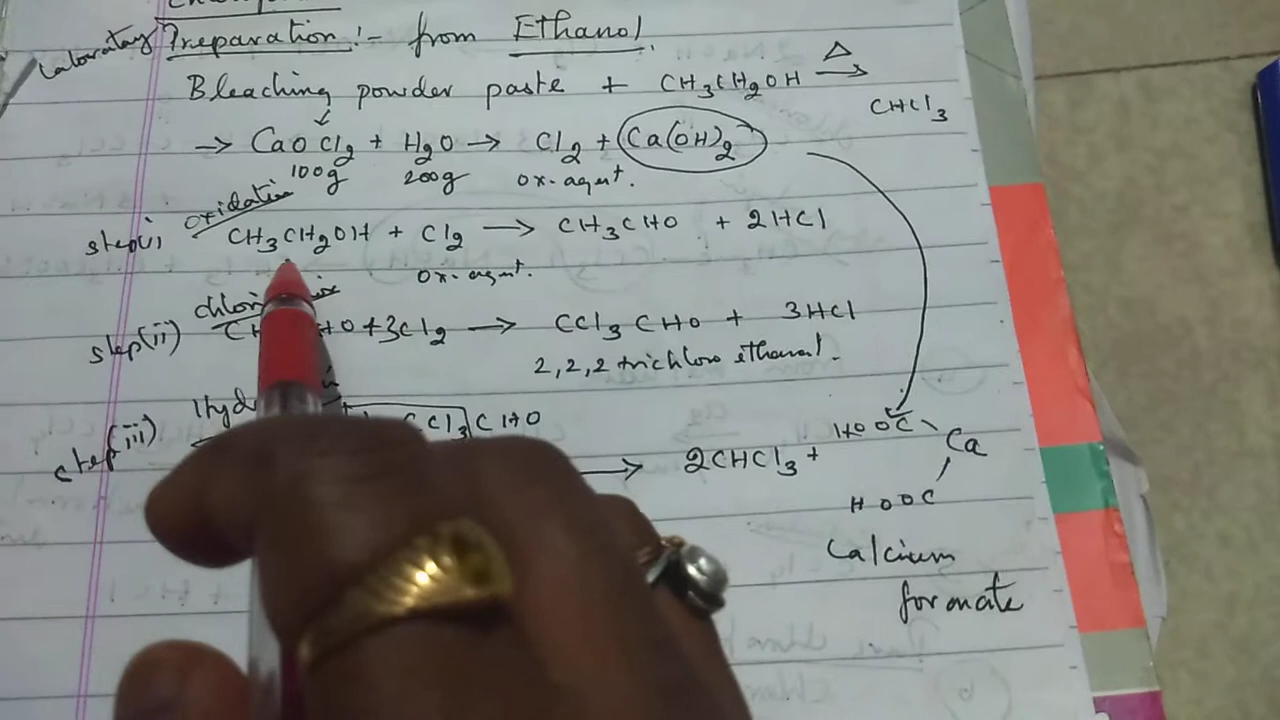 Laboratory Preparation :- from Ethanol.
Bleaching powder paste + CH3CH2OH △→ CHCl3
→ CaOCl2 + H2O → Cl2 + Ca(OH)2
100g 200g ox. agent.
step(i) oxidation
CH3CH2OH + Cl2 → CH3CHO + 2HCl
ox. agent.
step(ii)
CHO + 3Cl2 → CCl3CHO + 3HCl
2,2,2 trichloro ethanal.
step(iii)
CCl3CHO
→ 2CHCl3 + HOOC\
Ca
HOOC/
Calcium
formate